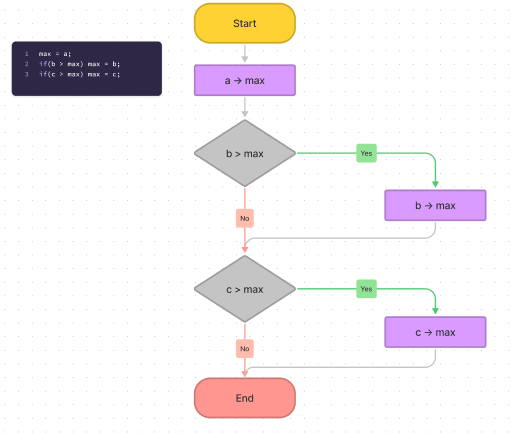 Start
1 max = a;
2 if(b > max) max = b;
3 if(c > max) max = c;
a → max
b > max
Yes
b → max
No
c > max
Yes
c → max
No
End